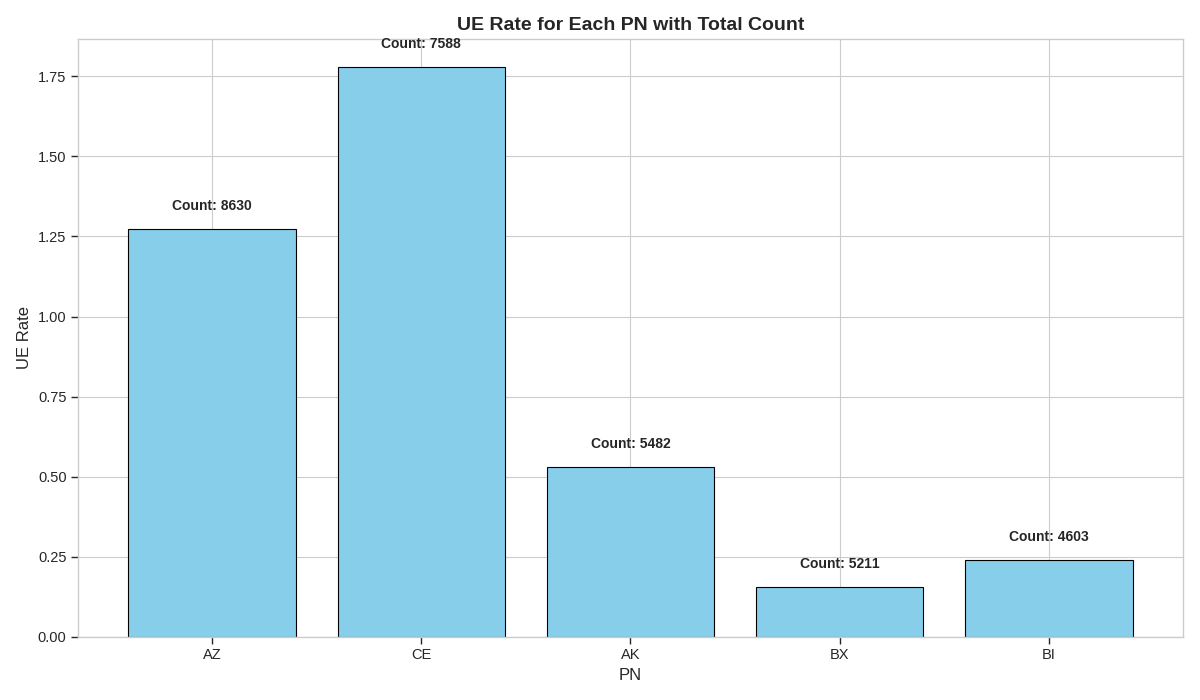 UE Rate for Each PN with Total Count
Count: 7588
1.75
1.50
Count: 8630
1.25
UE Rate
1.00
0.75
Count: 5482
0.50
Count: 4603
0.25
Count: 5211
0.00
AZ CE AK BX BI
PN